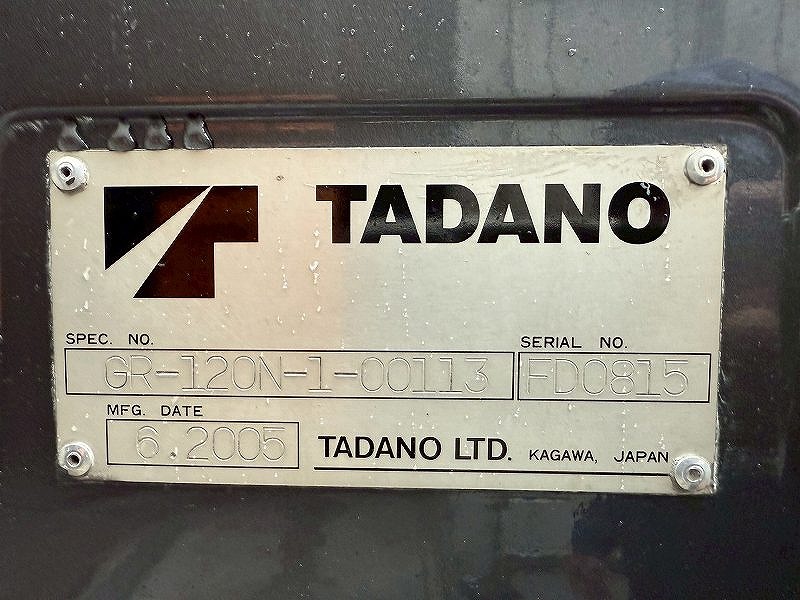 TADANO
SPEC. NO. SERIAL NO.
GR-120N-1-00113 FD0815
MFG. DATE
6.2005 TADANO LTD. KAGAWA, JAPAN